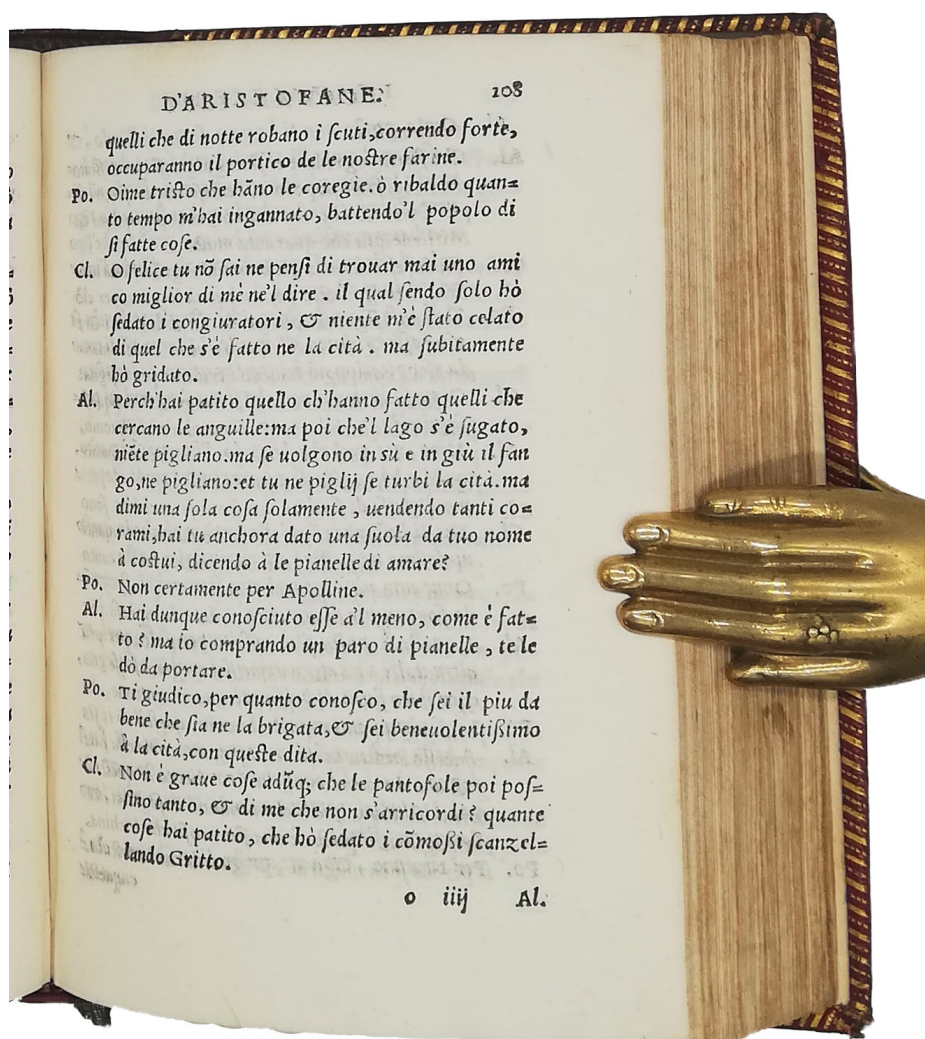 D'ARISTOFANE. 108
quelli che di notte robano i ſcuti,correndo forte,
occuparanno il portico de le noſtre farine.
Po. Oime triſto che hãno le coregie.ò ribaldo quan=
to tempo m'hai ingannato, battendo'l popolo di
ſi fatte coſe.
Cl. O felice tu nõ ſai ne penſi di trouar mai uno ami
co miglior di mè ne'l dire . il qual ſendo ſolo hò
ſedato i congiuratori , & niente m'è ſtato celato
di quel che s'è fatto ne la cità . ma ſubitamente
hò gridato.
Al. Perch'hai patito quello ch'hanno fatto quelli che
cercano le anguille:ma poi che'l lago s'è ſugato,
niẽte pigliano.ma ſe uolgono in sù e in giù il fan
go,ne pigliano:et tu ne piglij ſe turbi la cità.ma
dimi una ſola coſa ſolamente , uendendo tanti co=
rami,hai tu anchora dato una ſuola da tuo nome
à coſtui, dicendo à le pianelle di amare?
Po. Non certamente per Apolline.
Al. Hai dunque conoſciuto eſſe a'l meno, come è fat=
to ? ma io comprando un paro di pianelle , te le
dò da portare.
Po. Ti giudico,per quanto conoſco, che ſei il piu da
bene che ſia ne la brigata,& ſei beneuolentißimo
à la cità,con queſte dita.
Cl. Non è graue coſe adũq; che le pantofole poi poſ=
ſino tanto, & di me che non s'arricordi ? quante
coſe hai patito, che hò ſedato i cõmoßi ſcanzel=
lando Gritto.
o iiij Al.